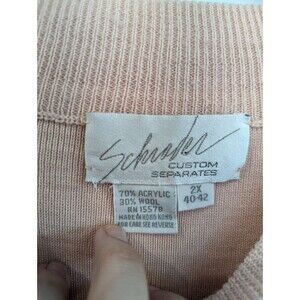 Schrader
CUSTOM
SEPARATES
70% ACRYLIC
30% WOOL
RN 15578
MADE IN HONG KONG
FOR CARE SEE REVERSE
2X
40-42